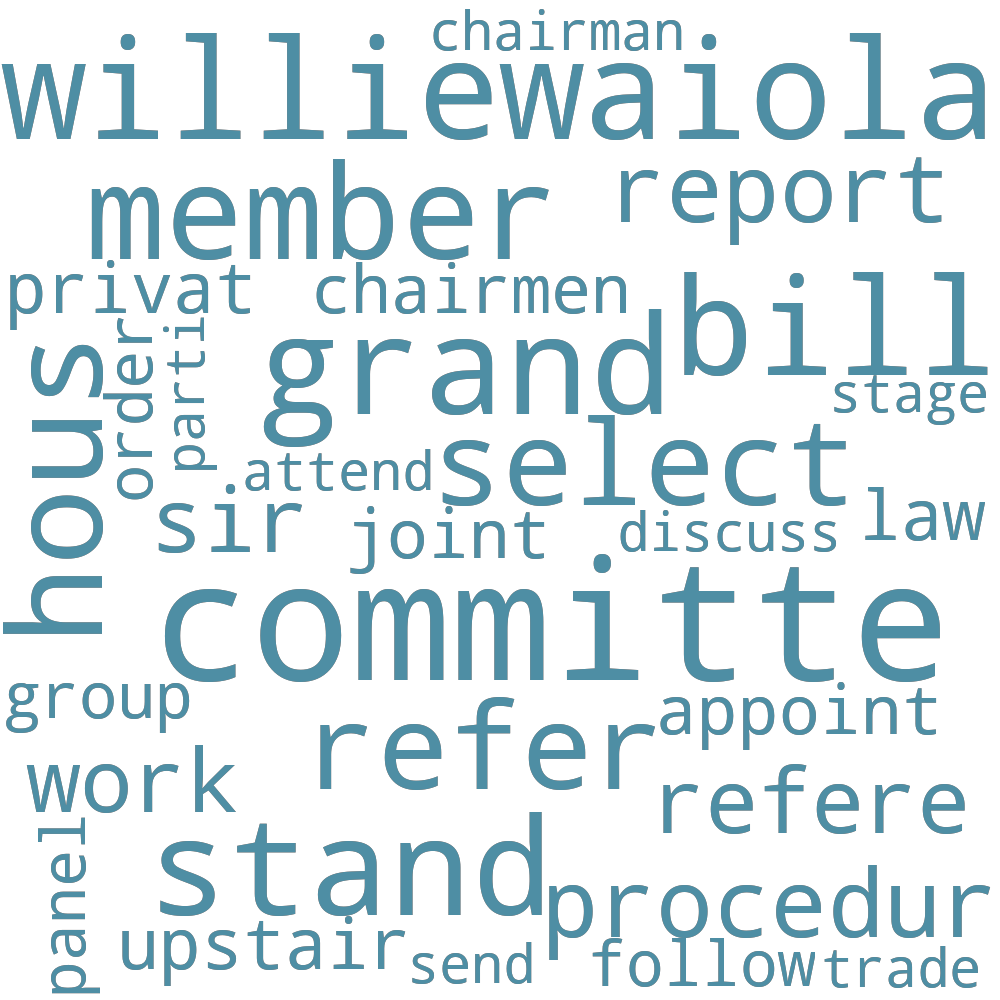 chairman
williewaiola
member
report
privat
chairmen
bill
grand
hous
order
parti
stage
select
attend
sir
joint
discuss
law
committe
group
refer
appoint
work
refere
panel
stand
procedur
upstair
send
follow
trade